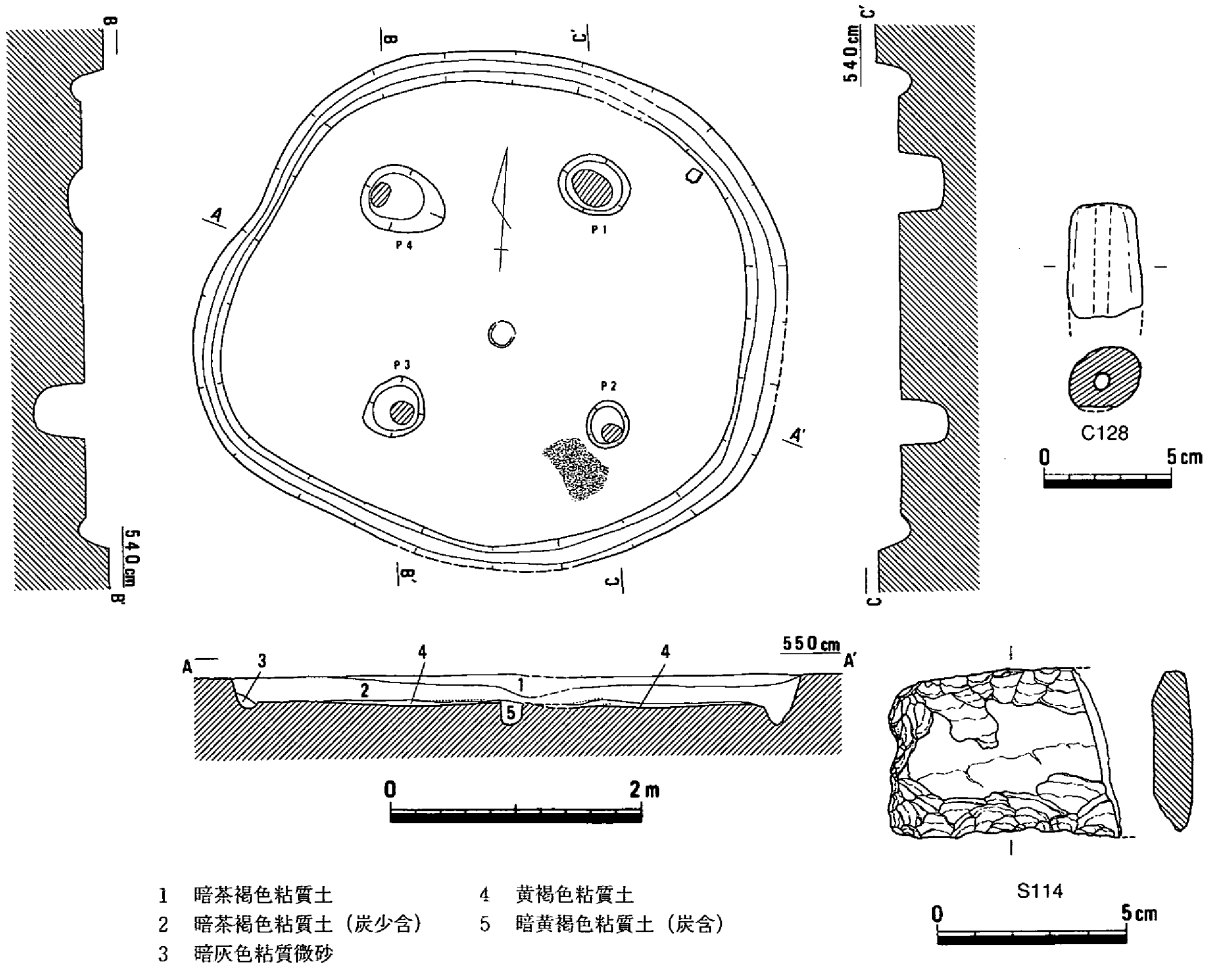 B
B
C'
C'
540cm
A
P4
P1
P3
P2
A'
C128
0 5cm
540cm
B'
B'
C
C
A
3
4
2
1
5
4
550cm
A'
0 2m
S114
0 5cm
1 暗茶褐色粘質土
2 暗茶褐色粘質土（炭少含）
3 暗灰色粘質微砂
4 黄褐色粘質土
5 暗黄褐色粘質土（炭含）